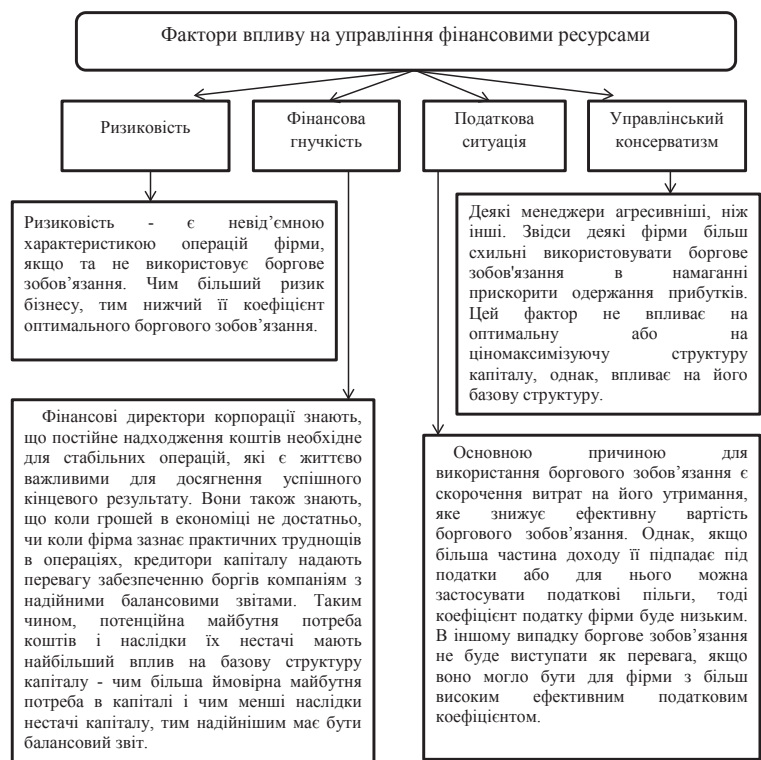 Фактори впливу на управління фінансовими ресурсами
Ризиковість
Фінансова
гнучкість
Податкова
ситуація
Управлінський
консерватизм
Ризиковість - є невід’ємною
характеристикою операцій фірми,
якщо та не використовує боргове
зобов’язання. Чим більший ризик
бізнесу, тим нижчий її коефіцієнт
оптимального боргового зобов’язання.
Деякі менеджери агресивніші, ніж
інші. Звідси деякі фірми більш
схильні використовувати боргове
зобов'язання в намаганні
прискорити одержання прибутків.
Цей фактор не впливає на
оптимальну або на
ціномаксимізуючу структуру
капіталу, однак, впливає на його
базову структуру.
Фінансові директори корпорації знають,
що постійне надходження коштів необхідне
для стабільних операцій, які є життєво
важливими для досягнення успішного
кінцевого результату. Вони також знають,
що коли грошей в економіці не достатньо,
чи коли фірма зазнає практичних труднощів
в операціях, кредитори капіталу надають
перевагу забезпеченню боргів компаніям з
надійними балансовими звітами. Таким
чином, потенційна майбутня потреба
коштів і наслідки їх нестачі мають
найбільший вплив на базову структуру
капіталу - чим більша ймовірна майбутня
потреба в капіталі і чим менші наслідки
нестачі капіталу, тим надійнішим має бути
балансовий звіт.
Основною причиною для
використання боргового зобов’язання є
скорочення витрат на його утримання,
яке знижує ефективну вартість
боргового зобов’язання. Однак, якщо
більша частина доходу її підпадає під
податки або для нього можна
застосувати податкові пільги, тоді
коефіцієнт податку фірми буде низьким.
В іншому випадку боргове зобов’язання
не буде виступати як перевага, якщо
воно могло бути для фірми з більш
високим ефективним податковим
коефіцієнтом.